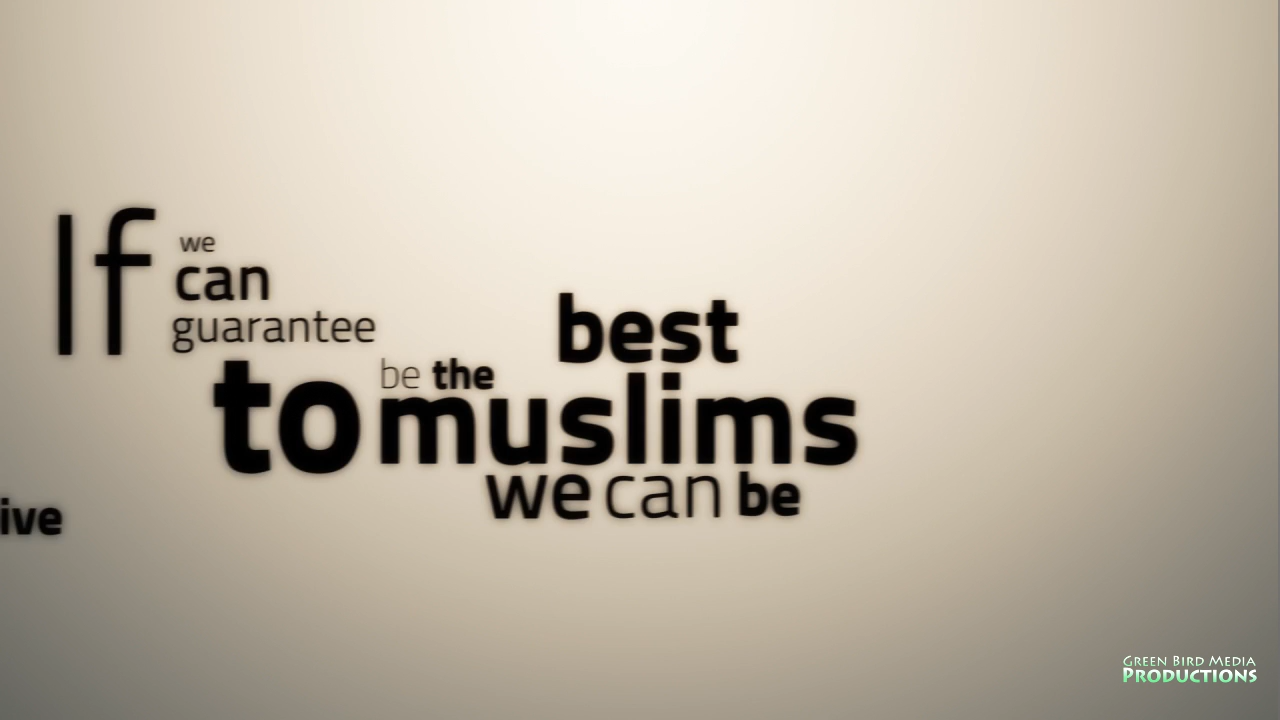 If
we
can
guarantee
to
be the
best
muslims
we can be
ive
GREEN BIRD MEDIA
PRODUCTIONS